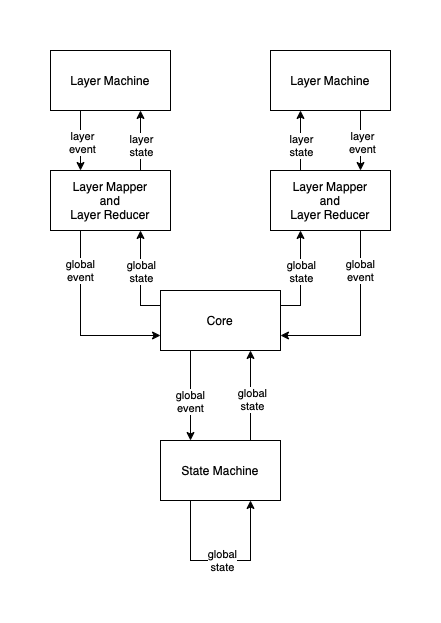 Layer Machine
Layer Machine
layer
event
layer
state
layer
state
layer
event
Layer Mapper
and
Layer Reducer
Layer Mapper
and
Layer Reducer
global
event
global
state
global
state
global
event
Core
global
event
global
state
State Machine
global
state